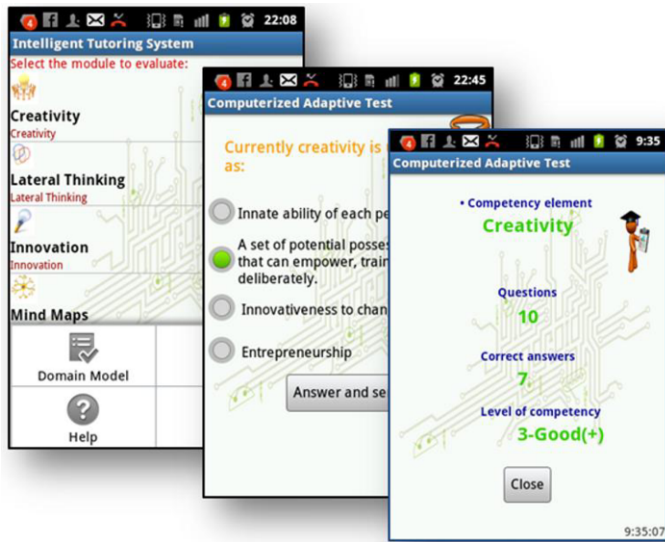 4
22:08
Intelligent Tutoring System
Select the module to evaluate:
Creativity
Creativity
Lateral Thinking
Lateral Thinking
Innovation
Innovation
Mind Maps
Domain Model
Help
4
22:45
Computerized Adaptive Test
Currently creativity is
as:
Innate ability of each pe
A set of potential posses
that can empower, train
deliberately.
Innovativeness to chan
Entrepreneurship
Answer and se
4
9:35
Computerized Adaptive Test
• Competency element
Creativity
Questions
10
Correct answers
7
Level of competency
3-Good(+)
Close
9:35:07